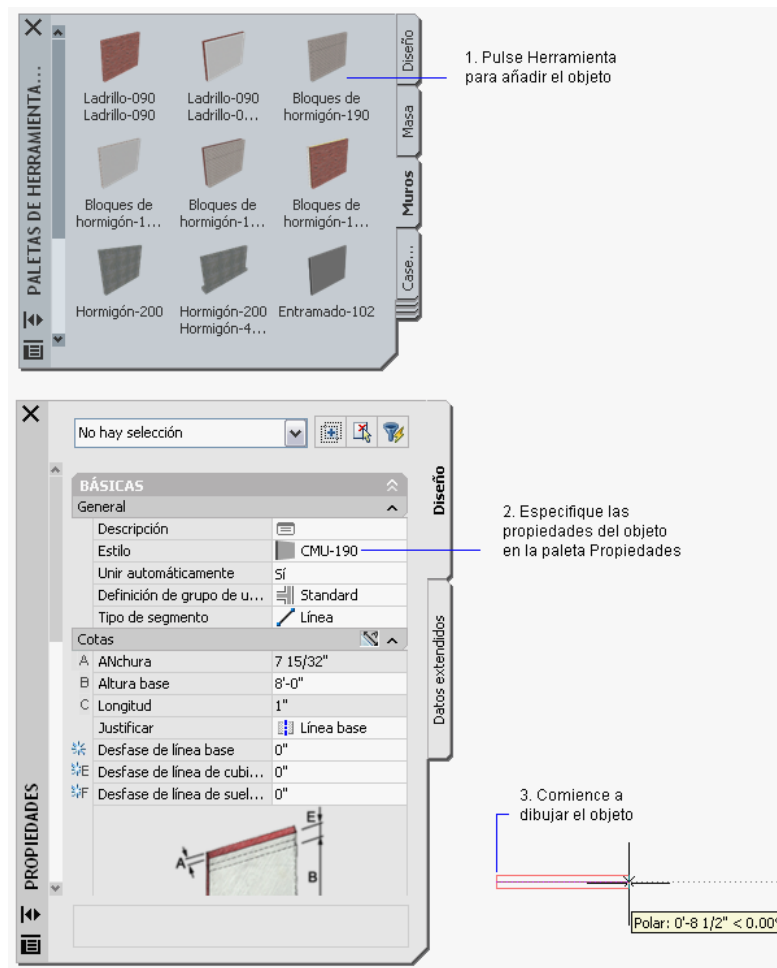 PALETAS DE HERRAMIENTA...
Ladrillo-090
Ladrillo-090
Ladrillo-090
Ladrillo-0...
Bloques de
hormigón-190
Bloques de
hormigón-1...
Bloques de
hormigón-1...
Bloques de
hormigón-1...
Hormigón-200
Hormigón-200
Hormigón-4...
Entramado-102
Diseño
Masa
Muros
Case...
1. Pulse Herramienta
para añadir el objeto
PROPIEDADES
No hay selección
BÁSICAS
General
Descripción
Estilo CMU-190
Unir automáticamente Sí
Definición de grupo de u... Standard
Tipo de segmento Línea
Cotas
A ANchura 7 15/32"
B Altura base 8'-0"
C Longitud 1"
Justificar Línea base
Desfase de línea base 0"
E Desfase de línea de cubi... 0"
F Desfase de línea de suel... 0"
A
E
B
Diseño
Datos extendidos
2. Especifique las
propiedades del objeto
en la paleta Propiedades
3. Comience a
dibujar el objeto
Polar: 0'-8 1/2" < 0.00°